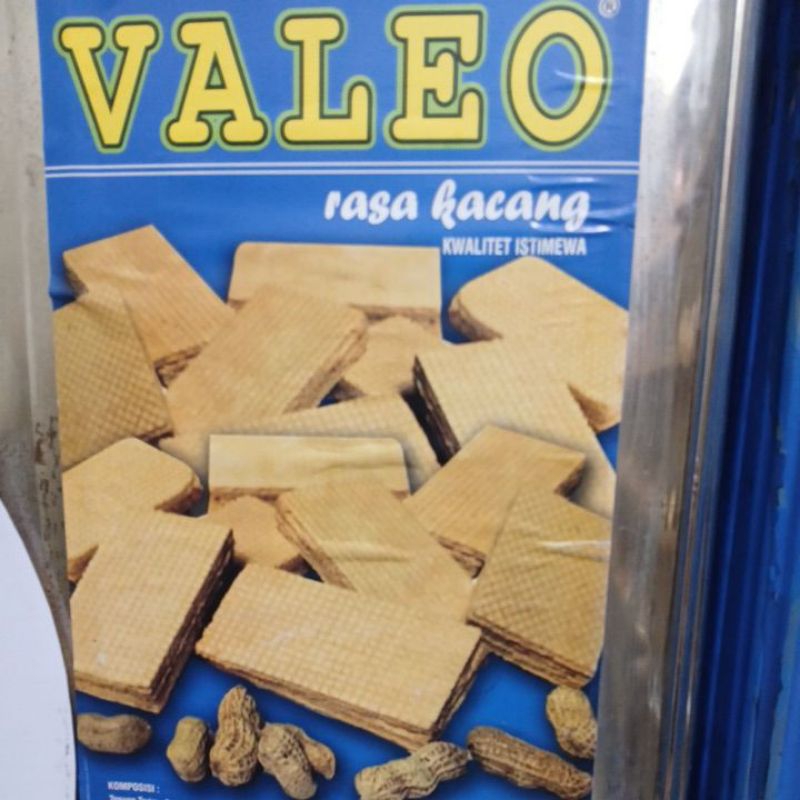 VALEO®
rasa kacang
KWALITET ISTIMEWA
KOMPOSISI :